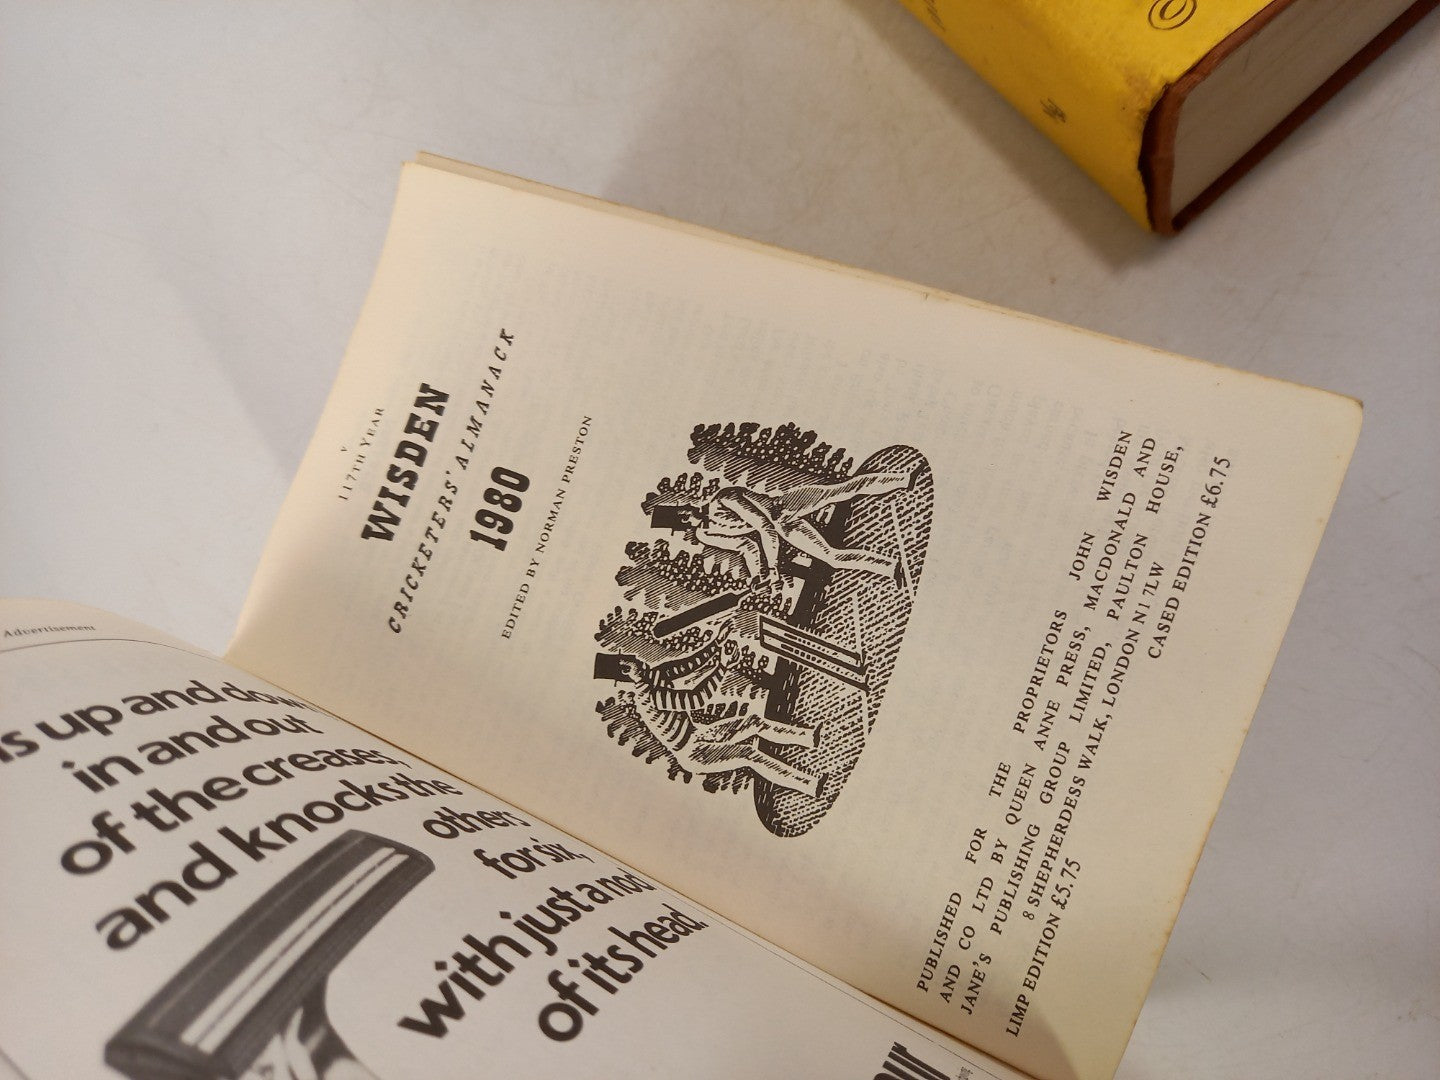 v
117TH YEAR
WISDEN
CRICKETERS' ALMANACK
1980
EDITED BY NORMAN PRESTON
PUBLISHED FOR THE PROPRIETORS JOHN WISDEN
AND CO LTD BY QUEEN ANNE PRESS, MACDONALD AND
JANE'S PUBLISHING GROUP LIMITED, PAULTON HOUSE,
8 SHEPHERDESS WALK, LONDON N1 7LW
LIMP EDITION £5.75 CASED EDITION £6.75
Advertisement
up and down
in and out
of the creases,
and knocks the
others
for six,
with just a nod
of its head.